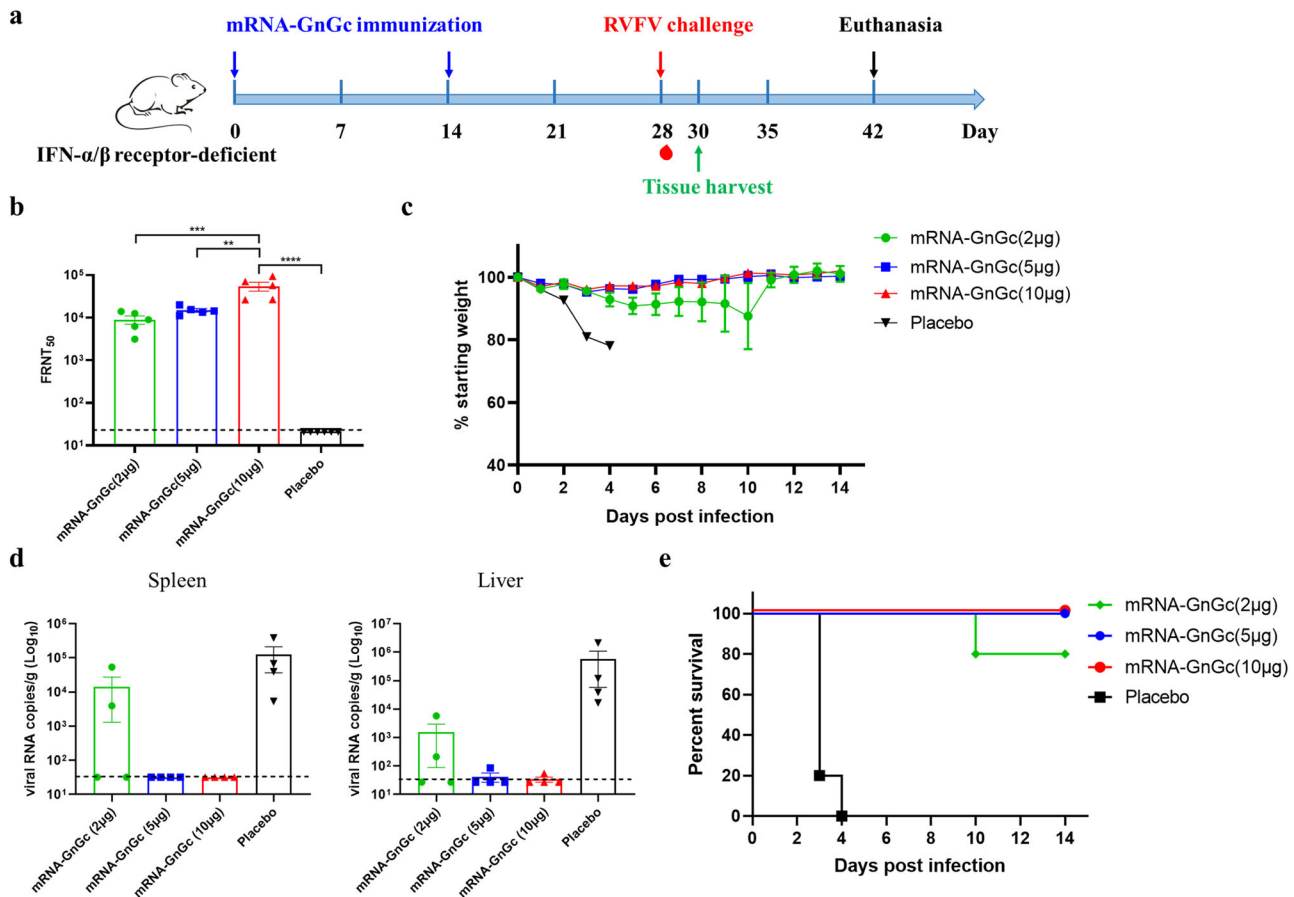 a
mRNA-GnGc immunization
RVFV challenge
Euthanasia
0 7 14 21 28 30 35 42 Day
IFN-α/β receptor-deficient
Tissue harvest
b
*** 
**
****
FRNT50
10^5
10^4
10^3
10^2
10^1
mRNA-GnGc(2μg)
mRNA-GnGc(5μg)
mRNA-GnGc(10μg)
Placebo
c
% starting weight
100
80
60
40
0 2 4 6 8 10 12 14
Days post infection
mRNA-GnGc(2μg)
mRNA-GnGc(5μg)
mRNA-GnGc(10μg)
Placebo
d
Spleen
viral RNA copies/g (Log10)
10^6
10^5
10^4
10^3
10^2
10^1
mRNA-GnGc (2μg)
mRNA-GnGc (5μg)
mRNA-GnGc (10μg)
Placebo
Liver
viral RNA copies/g (Log10)
10^7
10^6
10^5
10^4
10^3
10^2
10^1
mRNA-GnGc (2μg)
mRNA-GnGc (5μg)
mRNA-GnGc (10μg)
Placebo
e
Percent survival
100
80
60
40
20
0
0 2 4 6 8 10 12 14
Days post infection
mRNA-GnGc(2μg)
mRNA-GnGc(5μg)
mRNA-GnGc(10μg)
Placebo